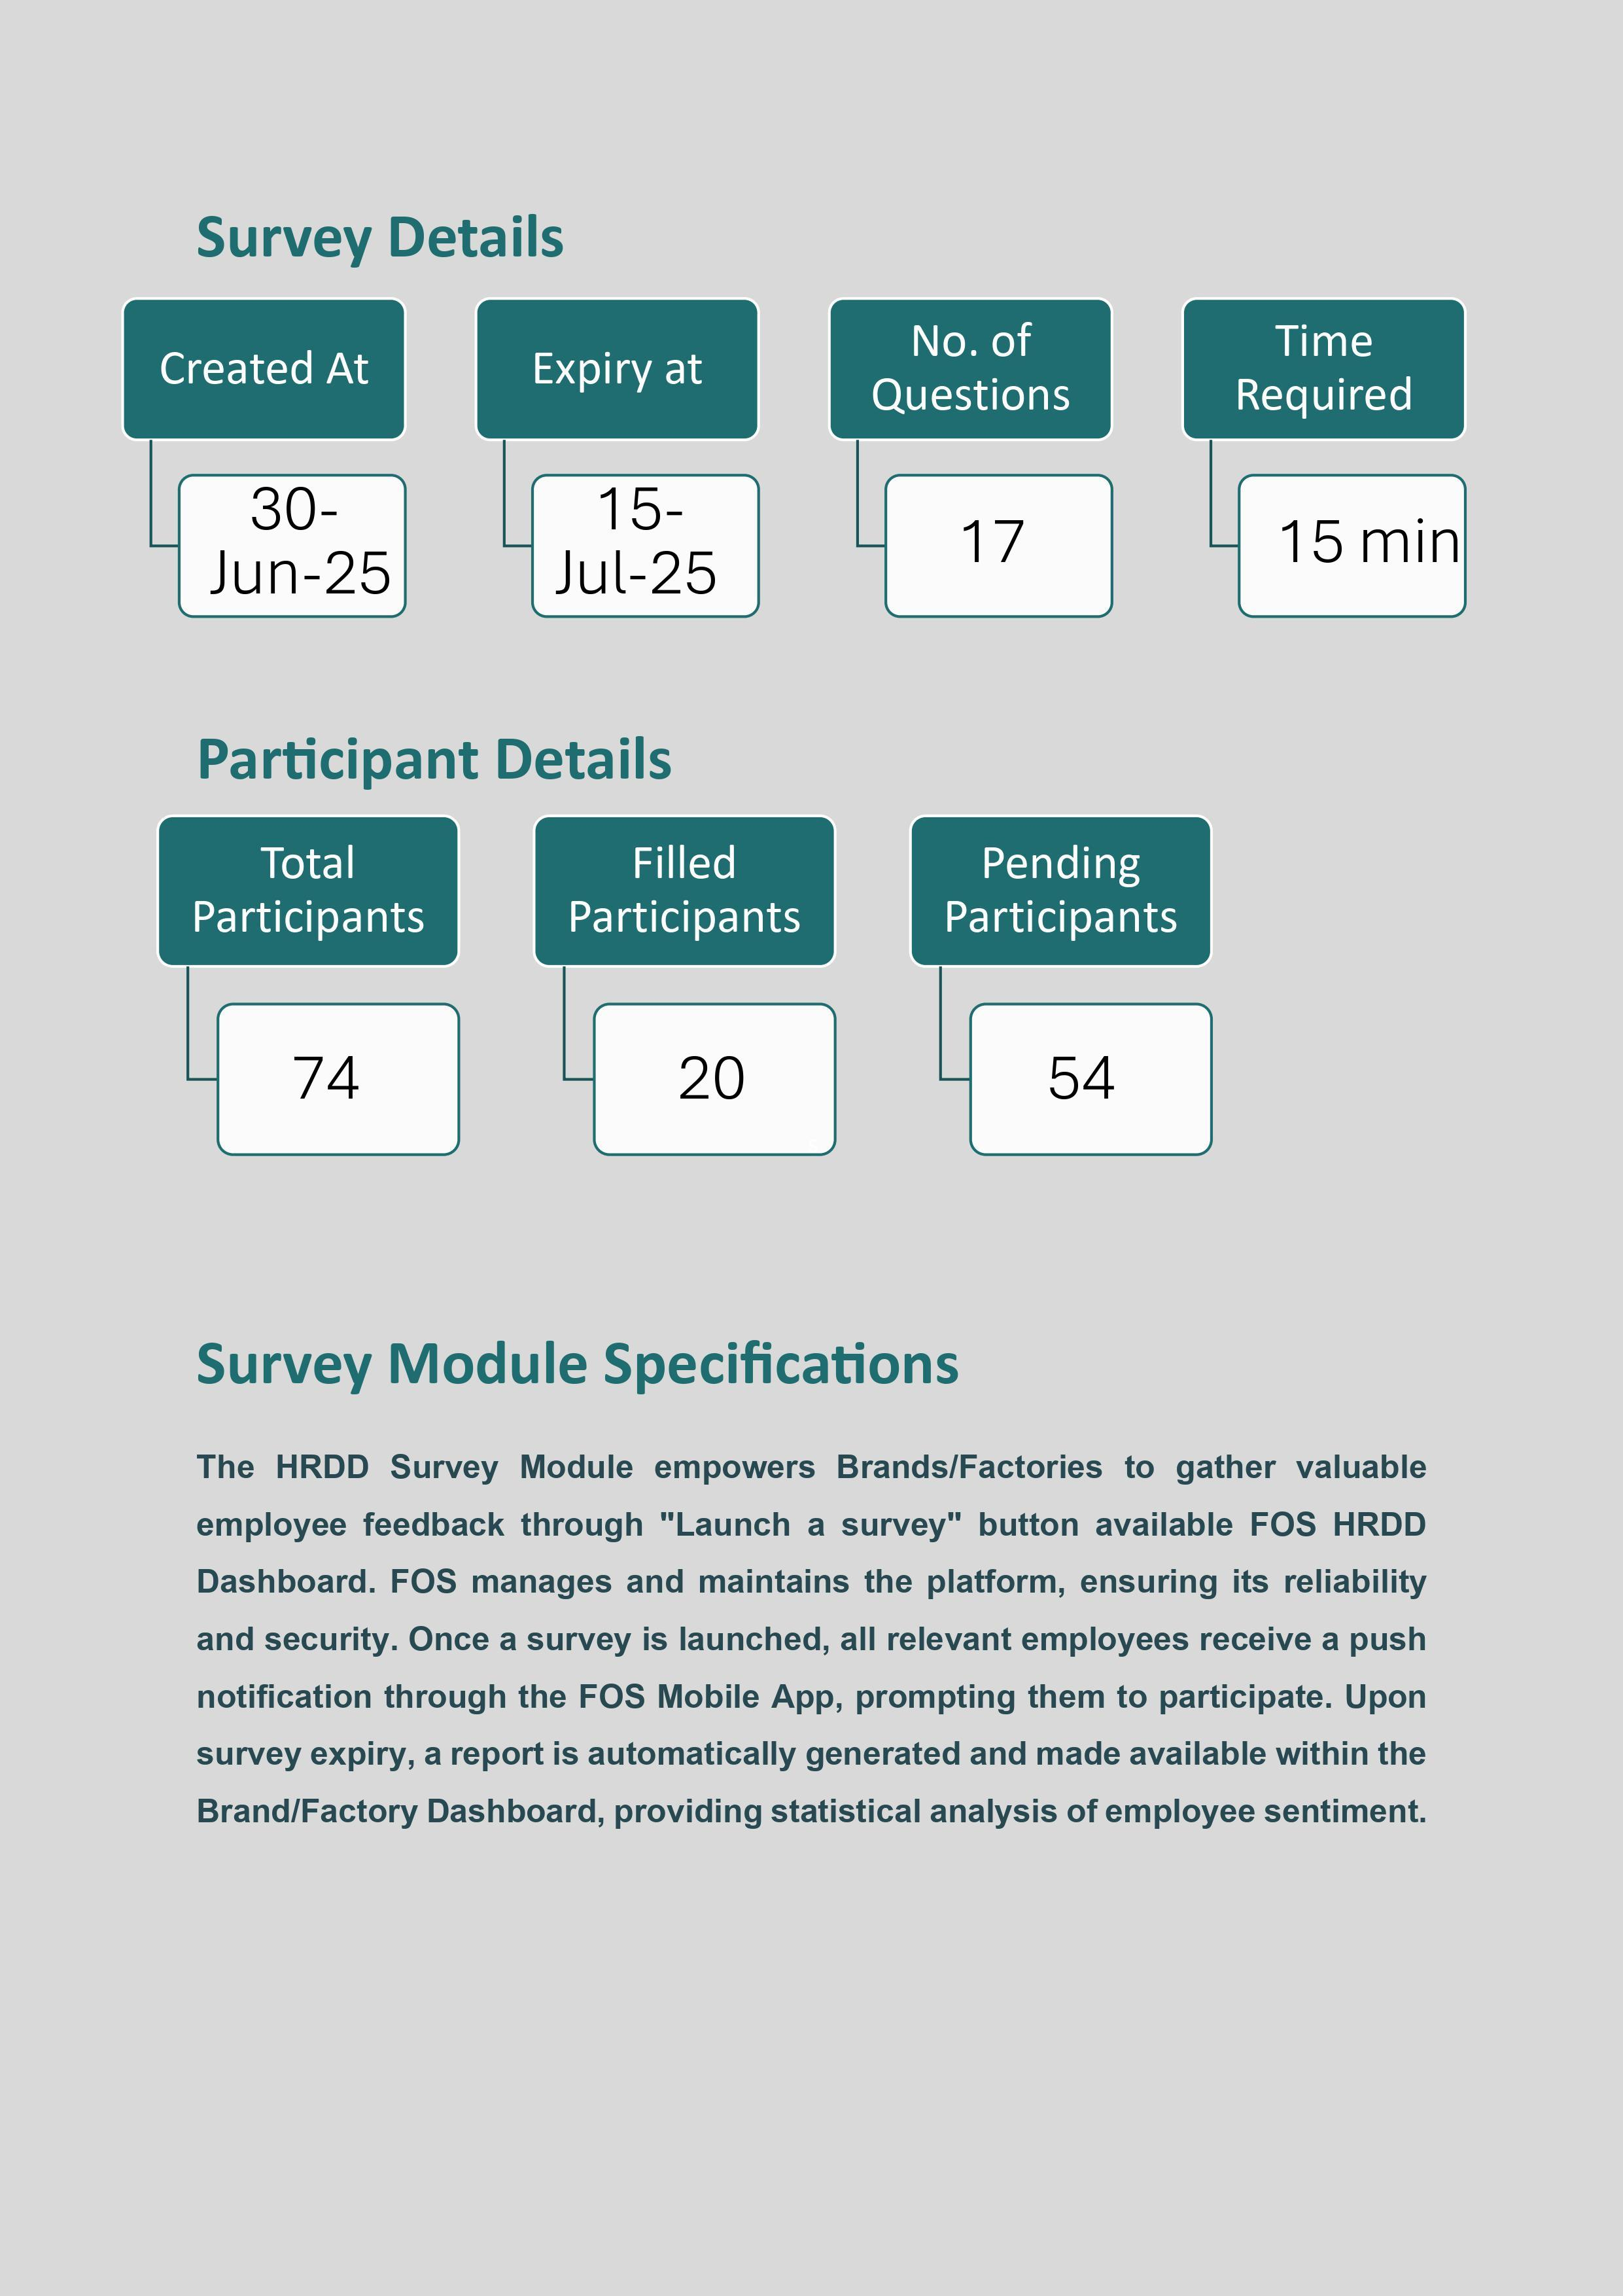 Survey Details
Created At
Expiry at
No. of
Questions
Time
Required
30-
Jun-25
15-
Jul-25
17
15 min
Participant Details
Total
Participants
Filled
Participants
Pending
Participants
74
20
54
Survey Module Specifications
The HRDD Survey Module empowers Brands/Factories to gather valuable
employee feedback through "Launch a survey" button available FOS HRDD
Dashboard. FOS manages and maintains the platform, ensuring its reliability
and security. Once a survey is launched, all relevant employees receive a push
notification through the FOS Mobile App, prompting them to participate. Upon
survey expiry, a report is automatically generated and made available within the
Brand/Factory Dashboard, providing statistical analysis of employee sentiment.